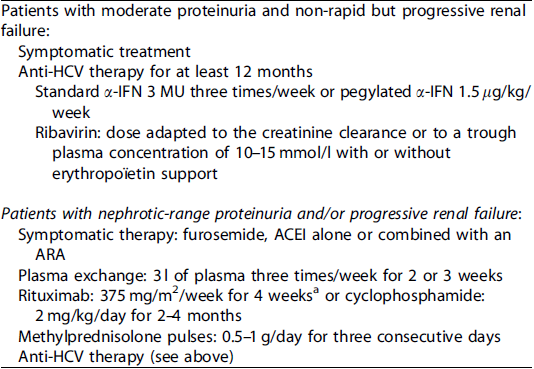 Patients with moderate proteinuria and non-rapid but progressive renal
failure:
Symptomatic treatment
Anti-HCV therapy for at least 12 months
Standard α-IFN 3 MU three times/week or pegylated α-IFN 1.5 μg/kg/
week
Ribavirin: dose adapted to the creatinine clearance or to a trough
plasma concentration of 10–15 mmol/l with or without
erythropoïetin support
Patients with nephrotic-range proteinuria and/or progressive renal failure:
Symptomatic therapy: furosemide, ACEI alone or combined with an
ARA
Plasma exchange: 3 l of plasma three times/week for 2 or 3 weeks
Rituximab: 375 mg/m²/week for 4 weeksᵃ or cyclophosphamide:
2 mg/kg/day for 2–4 months
Methylprednisolone pulses: 0.5–1 g/day for three consecutive days
Anti-HCV therapy (see above)